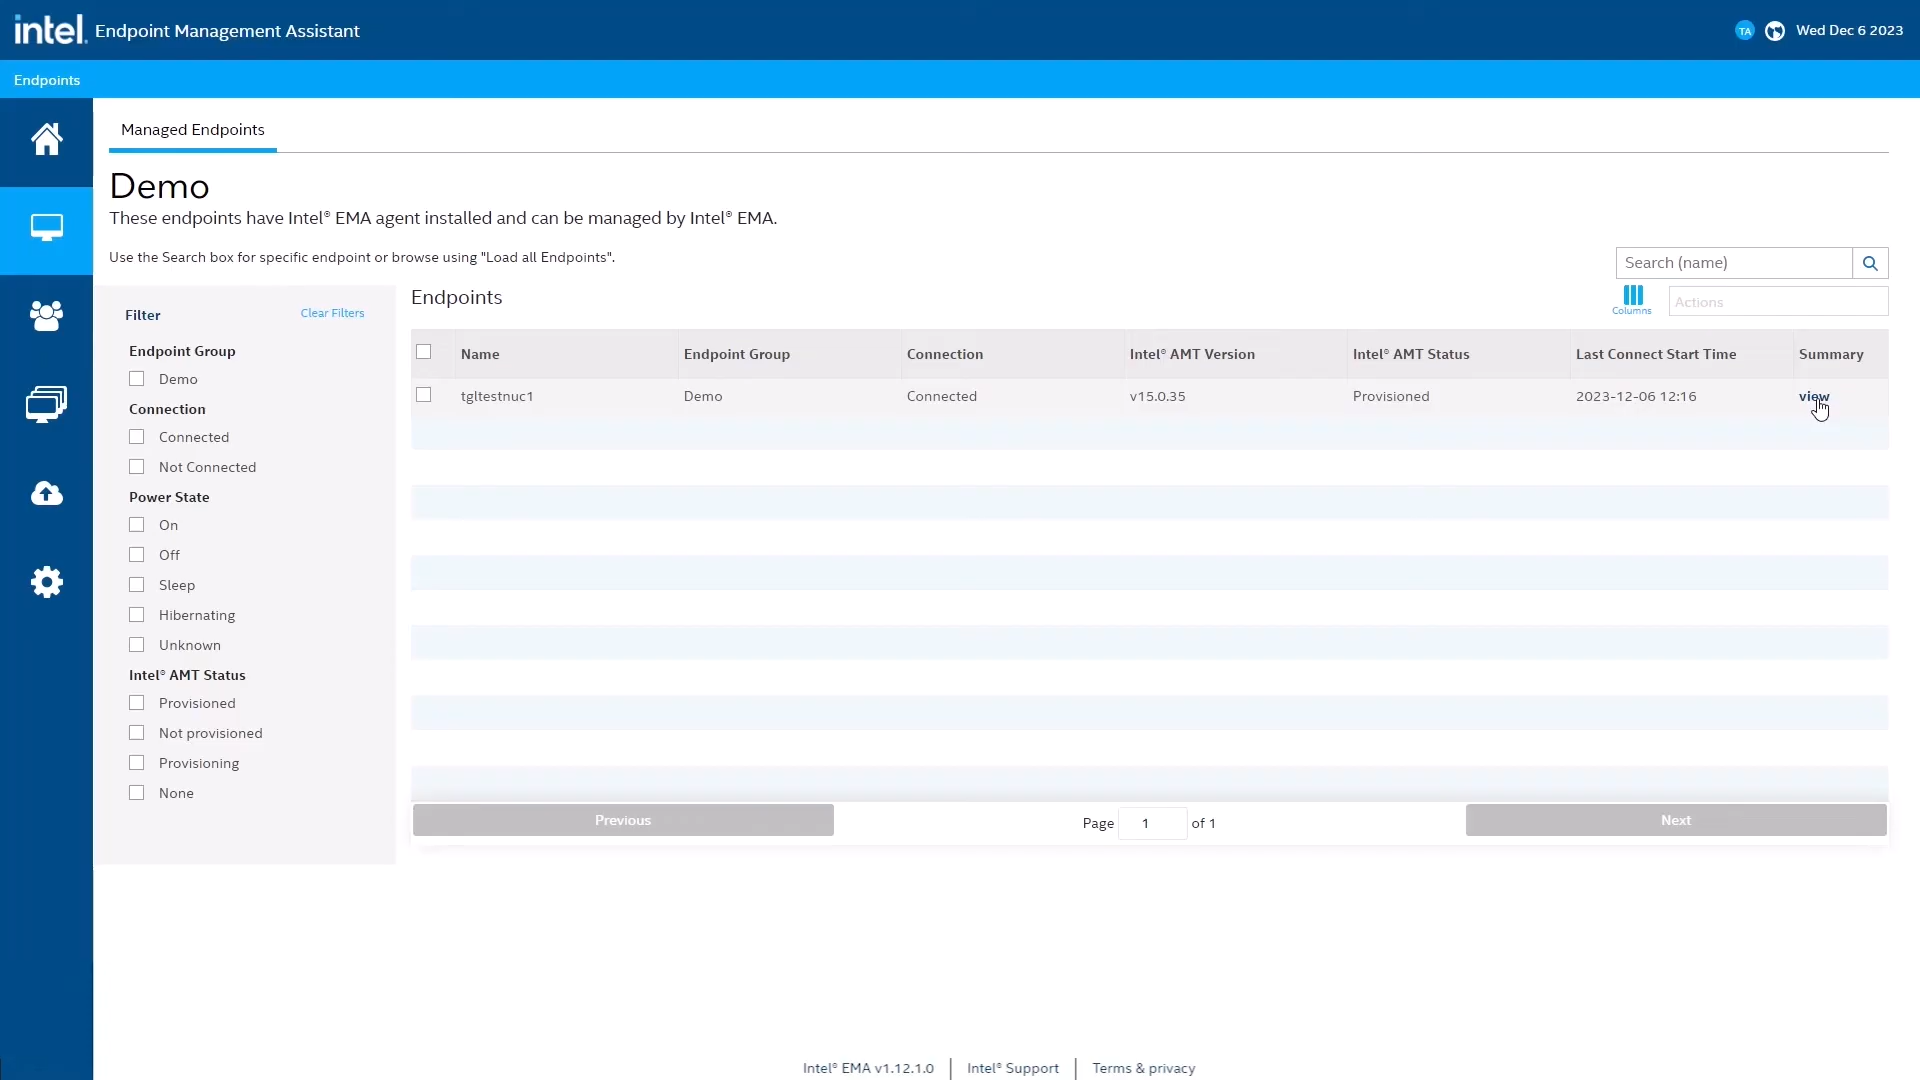 intel. Endpoint Management Assistant
TA Wed Dec 6 2023
Endpoints
Managed Endpoints
Demo
These endpoints have Intel® EMA agent installed and can be managed by Intel® EMA.
Use the Search box for specific endpoint or browse using "Load all Endpoints".
Search (name)
Filter Clear Filters
Endpoint Group
Demo
Connection
Connected
Not Connected
Power State
On
Off
Sleep
Hibernating
Unknown
Intel® AMT Status
Provisioned
Not provisioned
Provisioning
None
Endpoints
Columns
Actions
Name Endpoint Group Connection Intel® AMT Version Intel® AMT Status Last Connect Start Time Summary
tgltestnuc1 Demo Connected v15.0.35 Provisioned 2023-12-06 12:16 view
Previous Page 1 of 1 Next
Intel® EMA v1.12.1.0 Intel® Support Terms & privacy